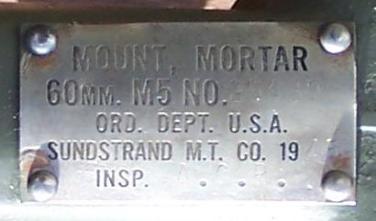 MOUNT, MORTAR
60MM. M5 NO.
ORD. DEPT. U.S.A.
SUNDSTRAND M.T. CO. 19
INSP.